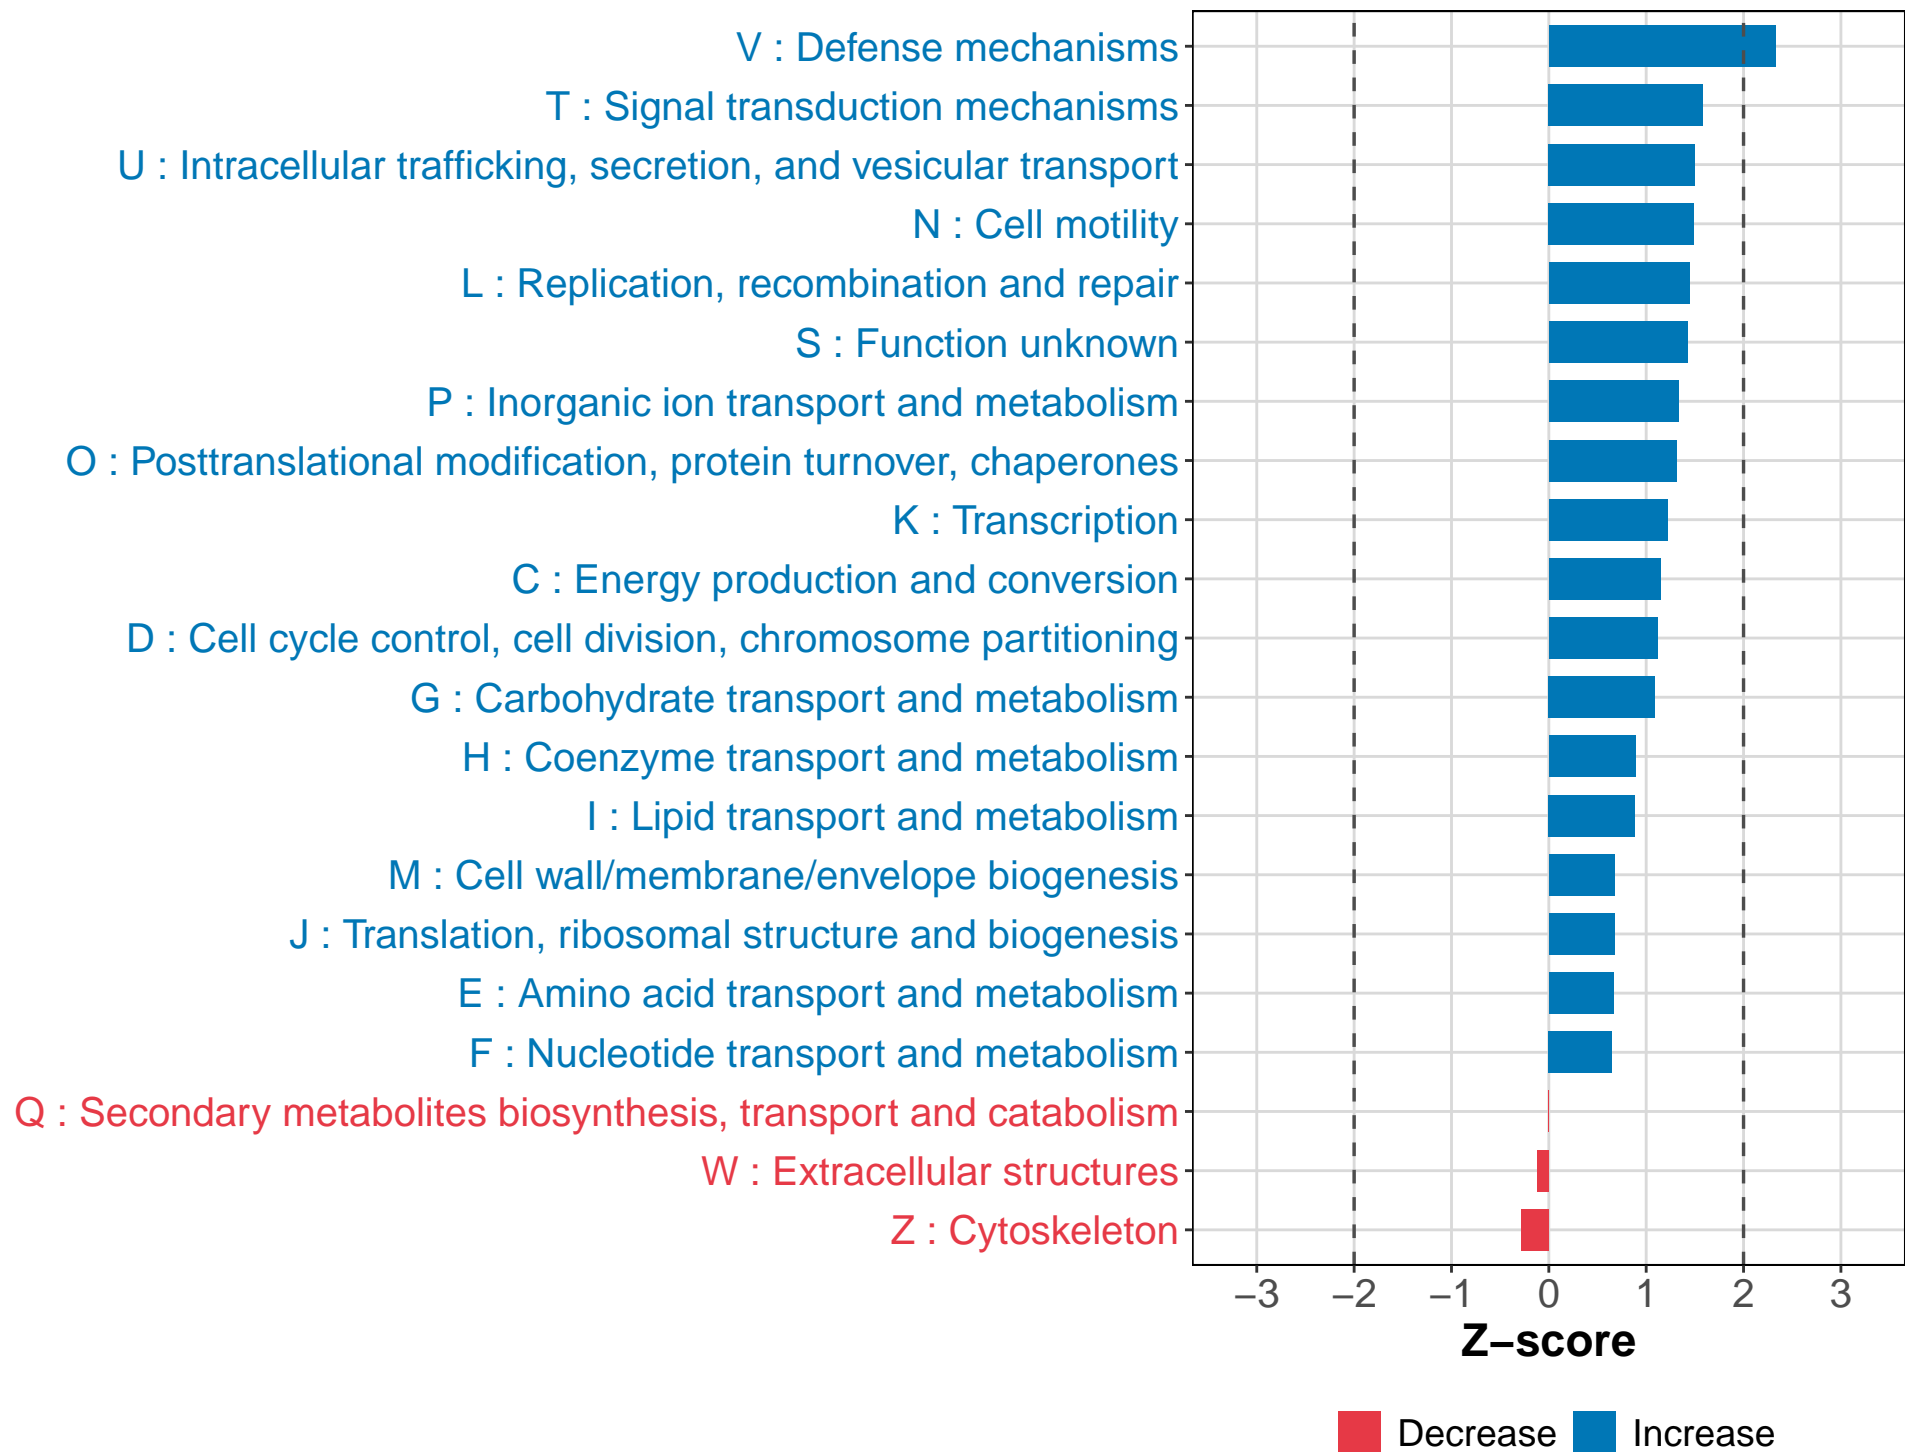 V : Defense mechanisms
T : Signal transduction mechanisms
U : Intracellular trafficking, secretion, and vesicular transport
N : Cell motility
L : Replication, recombination and repair
S : Function unknown
P : Inorganic ion transport and metabolism
O : Posttranslational modification, protein turnover, chaperones
K : Transcription
C : Energy production and conversion
D : Cell cycle control, cell division, chromosome partitioning
G : Carbohydrate transport and metabolism
H : Coenzyme transport and metabolism
I : Lipid transport and metabolism
M : Cell wall/membrane/envelope biogenesis
J : Translation, ribosomal structure and biogenesis
E : Amino acid transport and metabolism
F : Nucleotide transport and metabolism
Q : Secondary metabolites biosynthesis, transport and catabolism
W : Extracellular structures
Z : Cytoskeleton
−3 −2 −1 0 1 2 3
Z−score
Decrease Increase